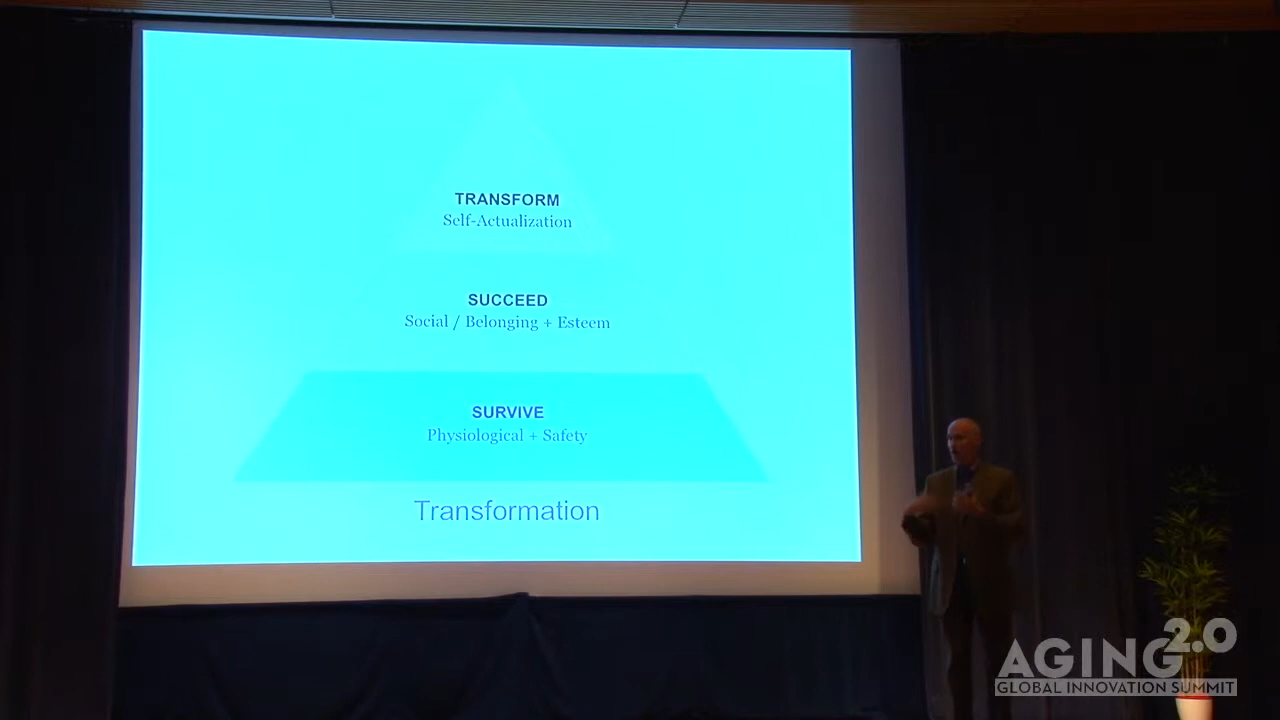 TRANSFORM
Self-Actualization
SUCCEED
Social / Belonging + Esteem
SURVIVE
Physiological + Safety
Transformation
AGING2.0
GLOBAL INNOVATION SUMMIT